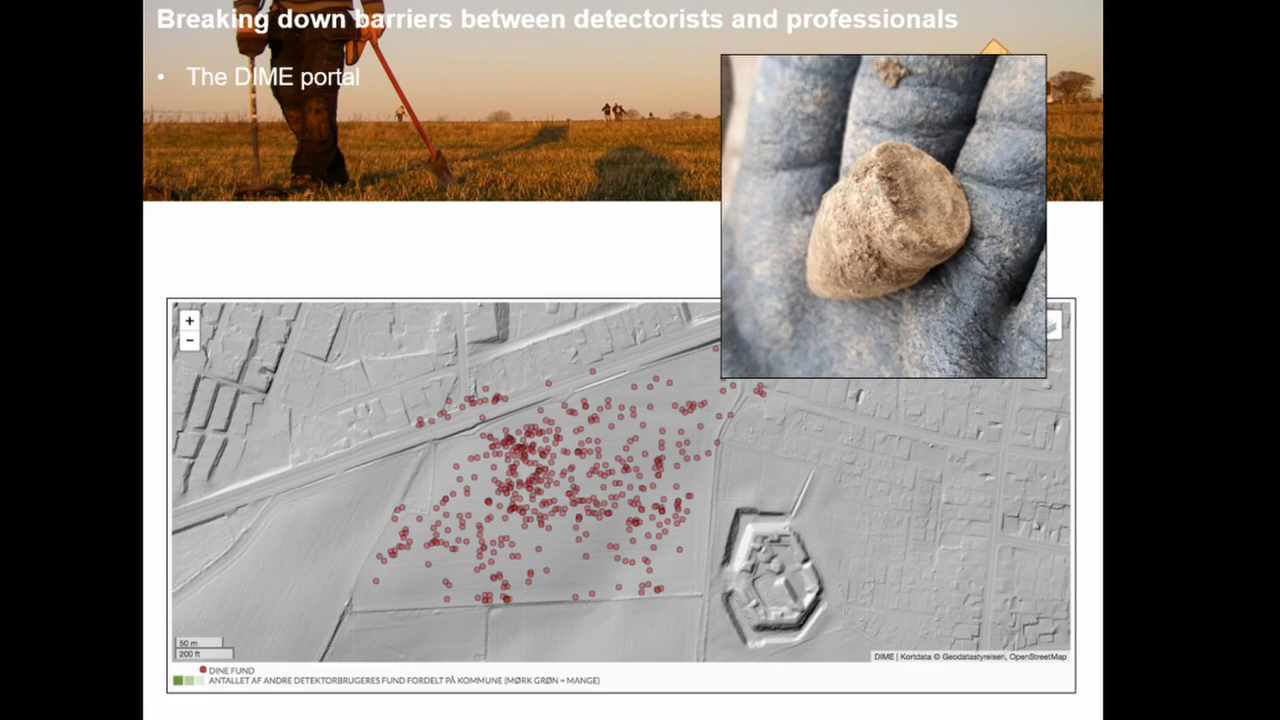 Breaking down barriers between detectorists and professionals
• The DIME portal
+
−
50 m
200 ft
DIME | Kortdata © Geodatastyrelsen, OpenStreetMap
DINE FUND
ANTALLET AF ANDRE DETEKTORBRUGERES FUND FORDELT PÅ KOMMUNE (MØRK GRØN = MANGE)